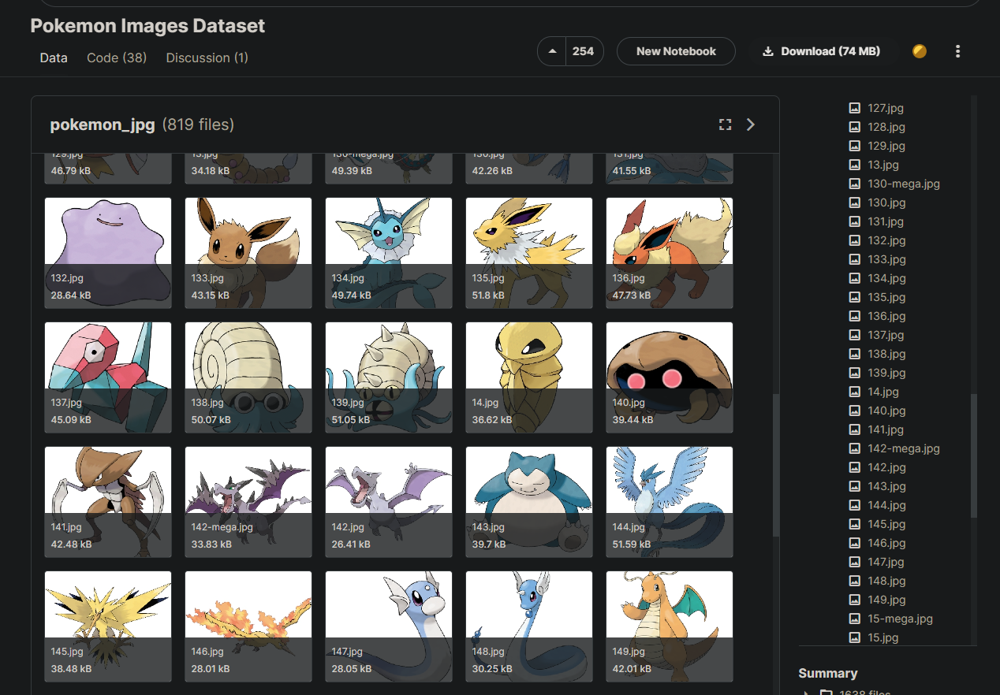 Pokemon Images Dataset
Data Code (38) Discussion (1)
254 New Notebook Download (74 MB)
pokemon_jpg (819 files)
129.jpg 13.jpg 130-mega.jpg 130.jpg 131.jpg
46.79 kB 34.18 kB 49.39 kB 42.26 kB 41.55 kB
132.jpg 133.jpg 134.jpg 135.jpg 136.jpg
28.64 kB 43.15 kB 49.74 kB 51.8 kB 47.73 kB
137.jpg 138.jpg 139.jpg 14.jpg 140.jpg
45.09 kB 50.07 kB 51.05 kB 36.62 kB 39.44 kB
141.jpg 142-mega.jpg 142.jpg 143.jpg 144.jpg
42.48 kB 33.83 kB 26.41 kB 39.7 kB 51.59 kB
145.jpg 146.jpg 147.jpg 148.jpg 149.jpg
38.48 kB 28.01 kB 28.05 kB 30.25 kB 42.01 kB
127.jpg
128.jpg
129.jpg
13.jpg
130-mega.jpg
130.jpg
131.jpg
132.jpg
133.jpg
134.jpg
135.jpg
136.jpg
137.jpg
138.jpg
139.jpg
14.jpg
140.jpg
141.jpg
142-mega.jpg
142.jpg
143.jpg
144.jpg
145.jpg
146.jpg
147.jpg
148.jpg
149.jpg
15-mega.jpg
15.jpg
Summary
1638 files